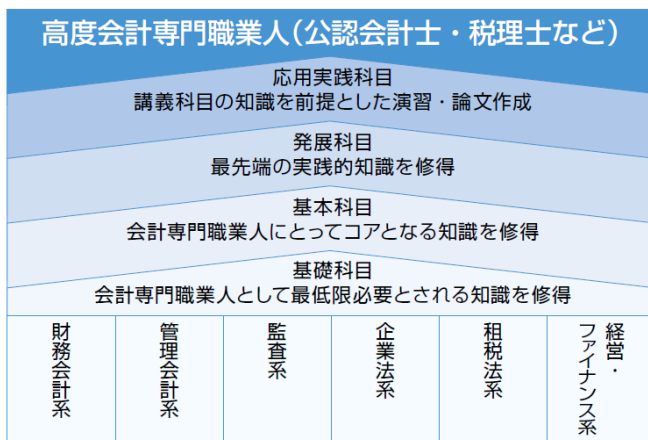 高度会計専門職業人（公認会計士・税理士など）
応用実践科目
講義科目の知識を前提とした演習・論文作成
発展科目
最先端の実践的知識を修得
基本科目
会計専門職業人にとってコアとなる知識を修得
基礎科目
会計専門職業人として最低限必要とされる知識を修得
財務会計系
管理会計系
監査系
企業法系
租税法系
経営・
ファイナンス系